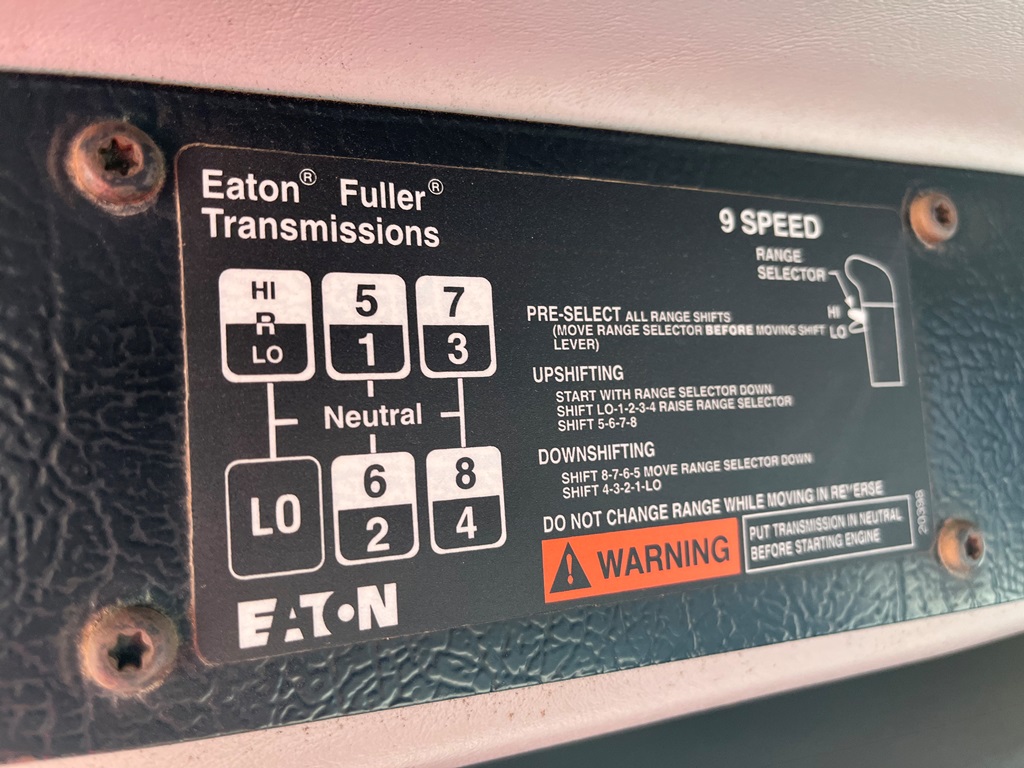 Eaton® Fuller®
Transmissions
9 SPEED
RANGE
SELECTOR
HI
LO
HI
R
LO
5
1
7
3
Neutral
LO
6
2
8
4
EATON
PRE-SELECT ALL RANGE SHIFTS
(MOVE RANGE SELECTOR BEFORE MOVING SHIFT
LEVER)
UPSHIFTING
START WITH RANGE SELECTOR DOWN
SHIFT LO-1-2-3-4 RAISE RANGE SELECTOR
SHIFT 5-6-7-8
DOWNSHIFTING
SHIFT 8-7-6-5 MOVE RANGE SELECTOR DOWN
SHIFT 4-3-2-1-LO
DO NOT CHANGE RANGE WHILE MOVING IN REVERSE
WARNING
PUT TRANSMISSION IN NEUTRAL
BEFORE STARTING ENGINE
20398